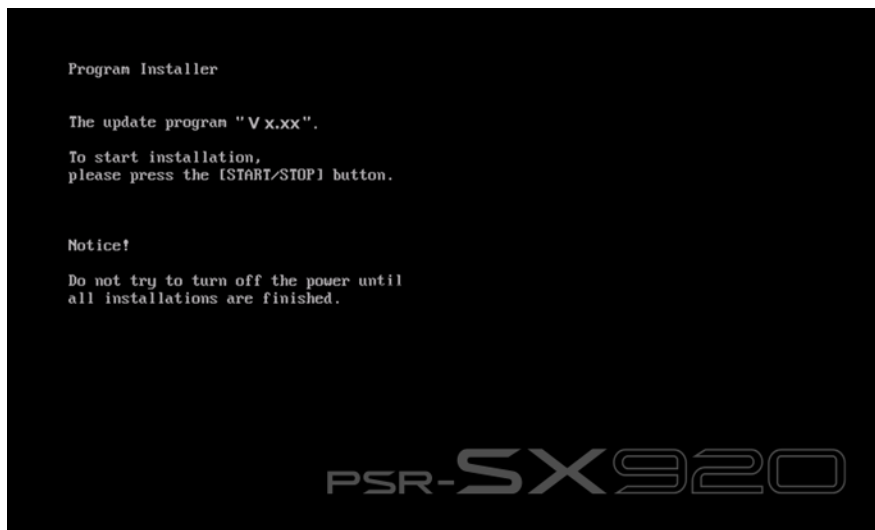 Program Installer
The update program "V x.xx".
To start installation,
please press the [START/STOP] button.
Notice!
Do not try to turn off the power until
all installations are finished.
PSR-SX920